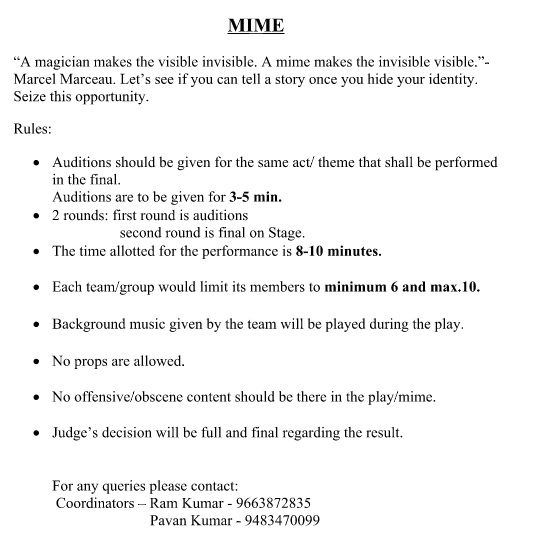 MIME
“A magician makes the visible invisible. A mime makes the invisible visible.”-
Marcel Marceau. Let’s see if you can tell a story once you hide your identity.
Seize this opportunity.
Rules:
• Auditions should be given for the same act/ theme that shall be performed
in the final.
Auditions are to be given for 3-5 min.
• 2 rounds: first round is auditions
second round is final on Stage.
• The time allotted for the performance is 8-10 minutes.
• Each team/group would limit its members to minimum 6 and max.10.
• Background music given by the team will be played during the play.
• No props are allowed.
• No offensive/obscene content should be there in the play/mime.
• Judge’s decision will be full and final regarding the result.
For any queries please contact:
Coordinators – Ram Kumar - 9663872835
Pavan Kumar - 9483470099